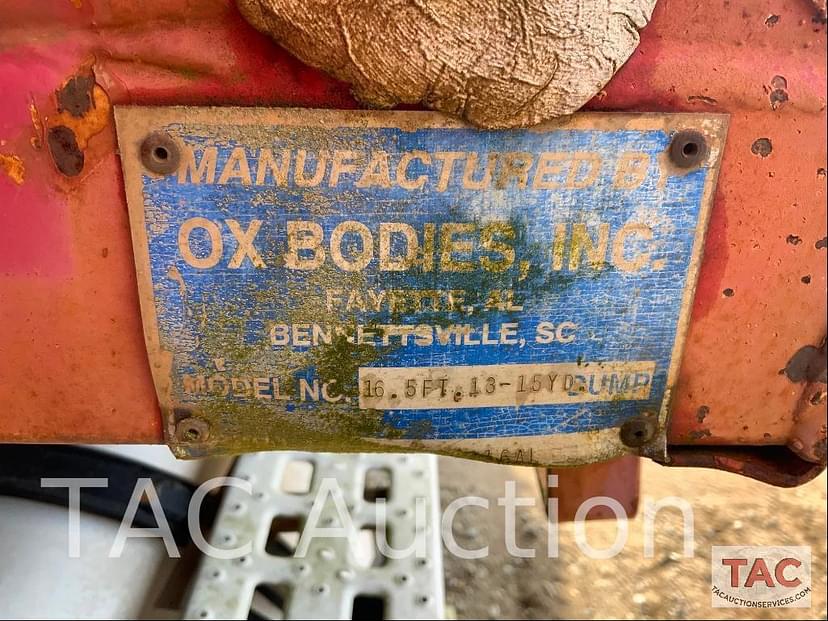 MANUFACTURED BY
OX BODIES, INC.
FAYETTE, AL
BENNETTSVILLE, SC
MODEL NO. 16.5FT.13-15YD. DUMP
TAC Auction
TAC
TACAUCTIONSERVICES.COM